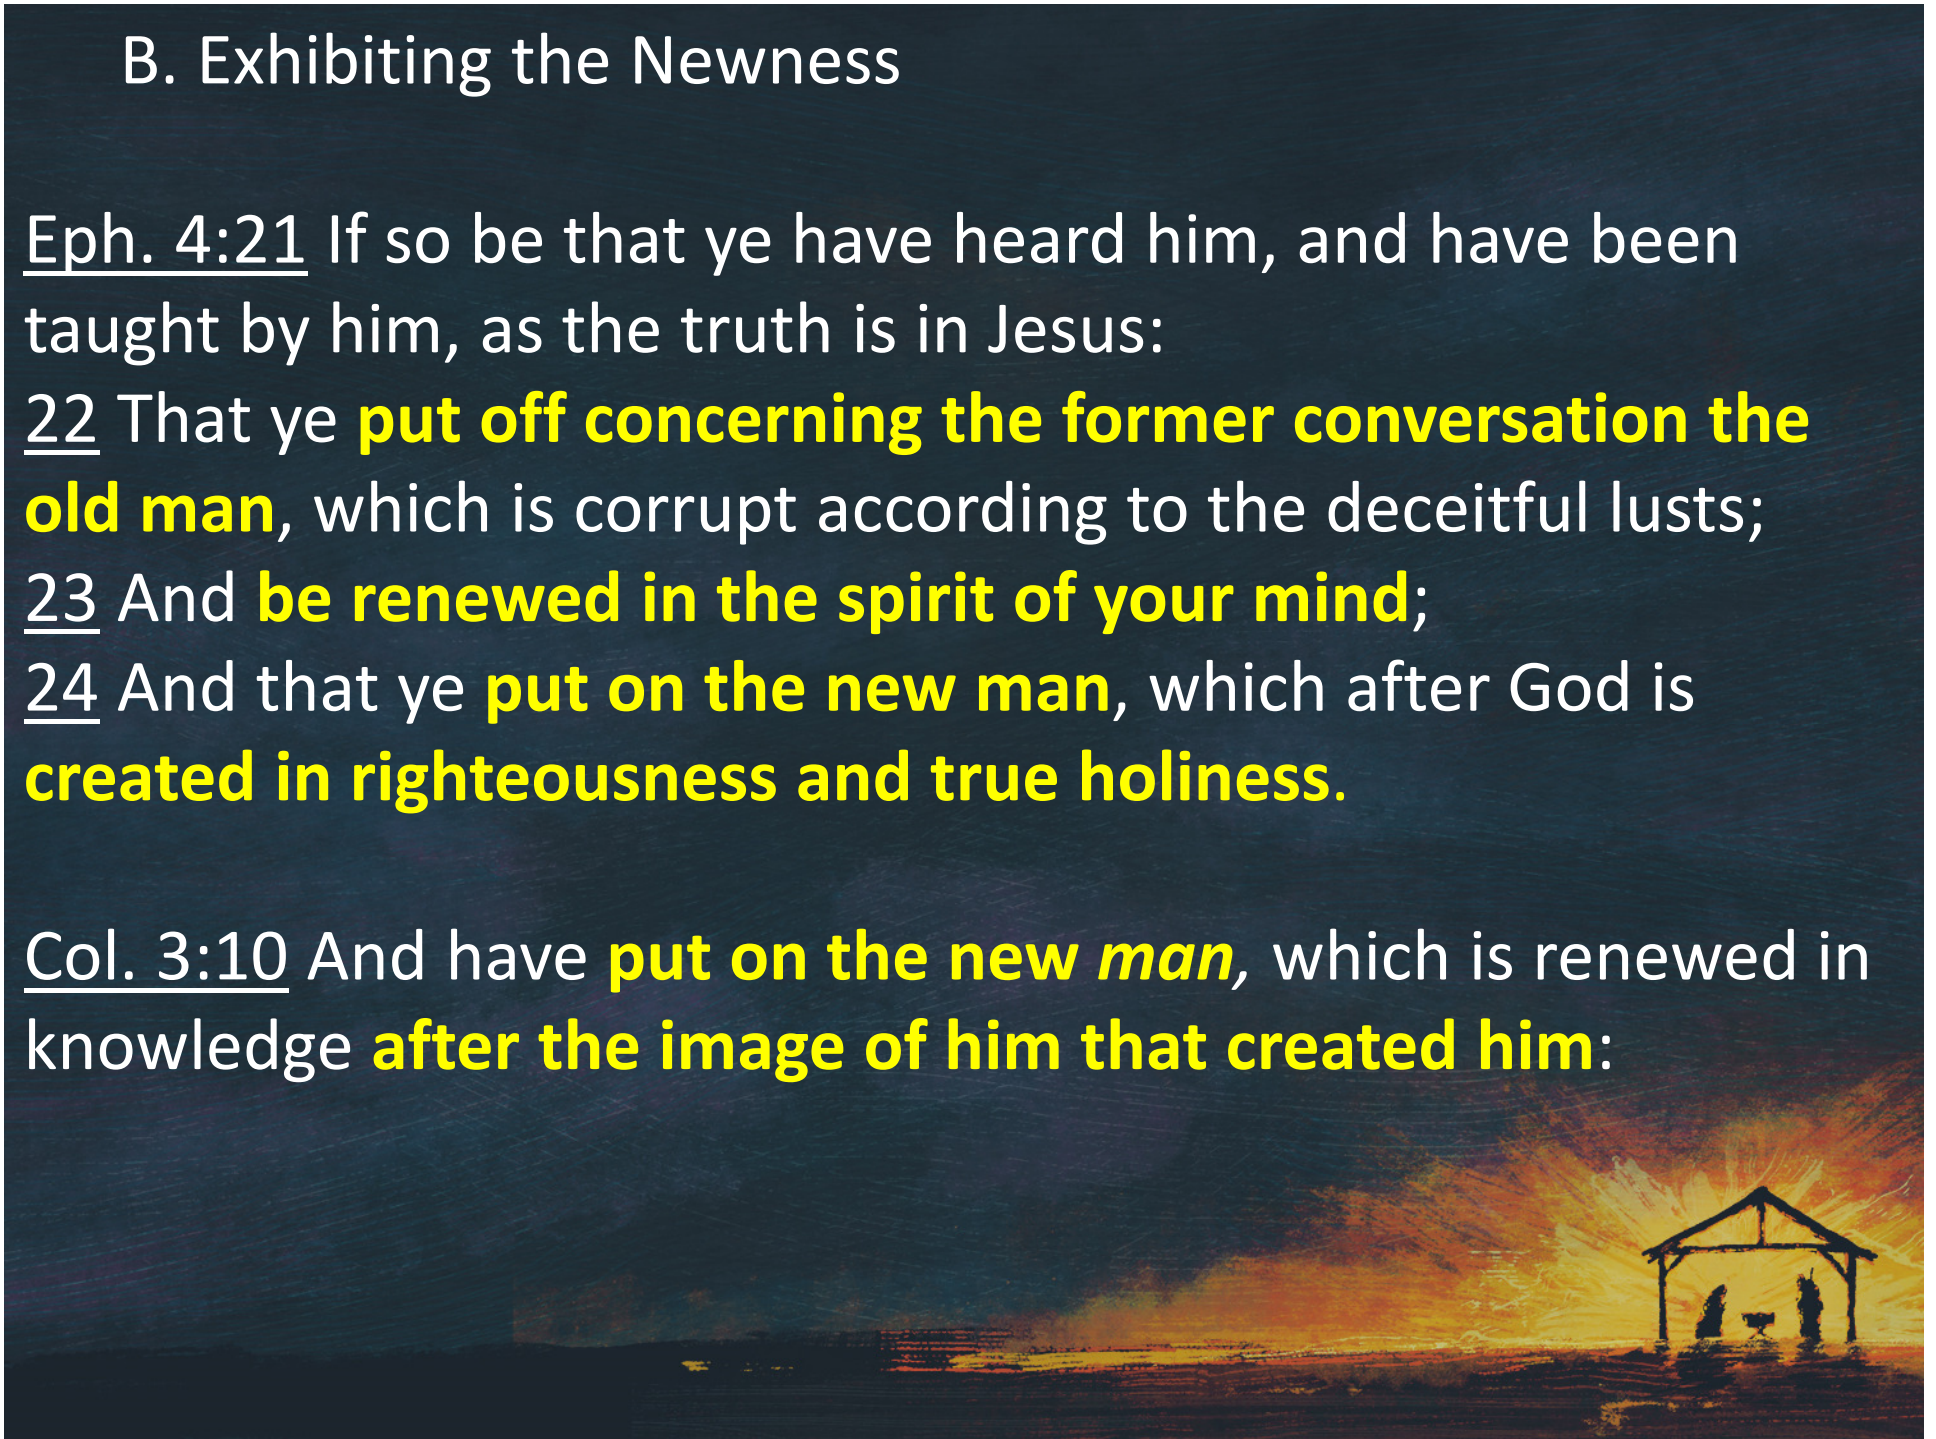 B. Exhibiting the Newness
Eph. 4:21 If so be that ye have heard him, and have been
taught by him, as the truth is in Jesus:
22 That ye put off concerning the former conversation the
old man, which is corrupt according to the deceitful lusts;
23 And be renewed in the spirit of your mind;
24 And that ye put on the new man, which after God is
created in righteousness and true holiness.
Col. 3:10 And have put on the new man, which is renewed in
knowledge after the image of him that created him: